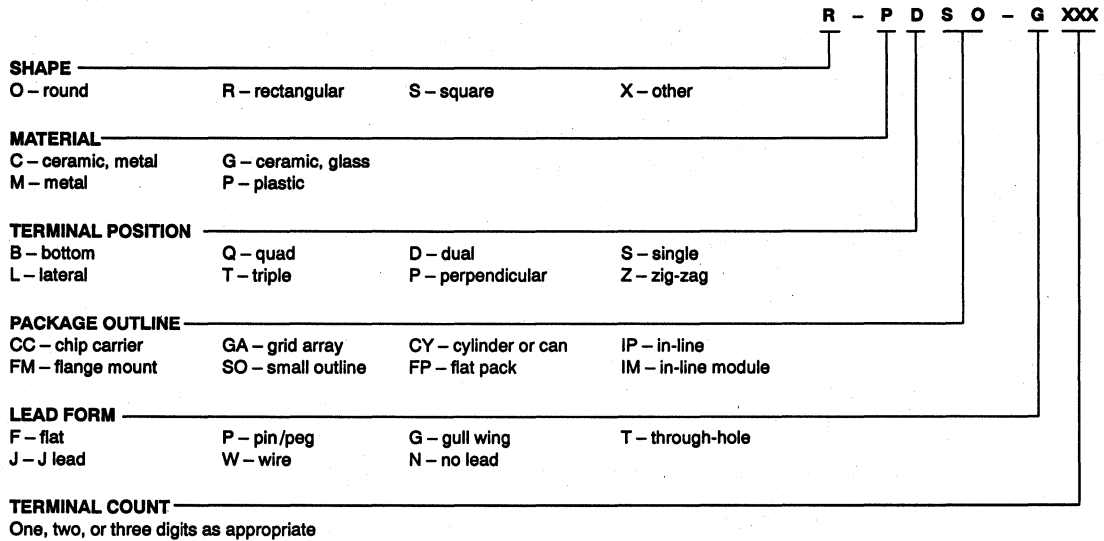 R – P D S O – G XXX
SHAPE
O – round R – rectangular S – square X – other
MATERIAL
C – ceramic, metal G – ceramic, glass
M – metal P – plastic
TERMINAL POSITION
B – bottom Q – quad D – dual S – single
L – lateral T – triple P – perpendicular Z – zig-zag
PACKAGE OUTLINE
CC – chip carrier GA – grid array CY – cylinder or can IP – in-line
FM – flange mount SO – small outline FP – flat pack IM – in-line module
LEAD FORM
F – flat P – pin/peg G – gull wing T – through-hole
J – J lead W – wire N – no lead
TERMINAL COUNT
One, two, or three digits as appropriate